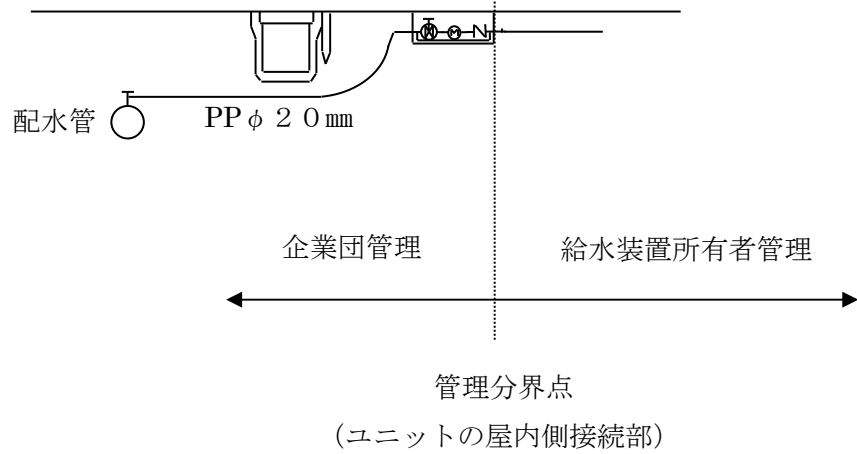 配水管
PPφ２０㎜
企業団管理
給水装置所有者管理
管理分界点
（ユニットの屋内側接続部）